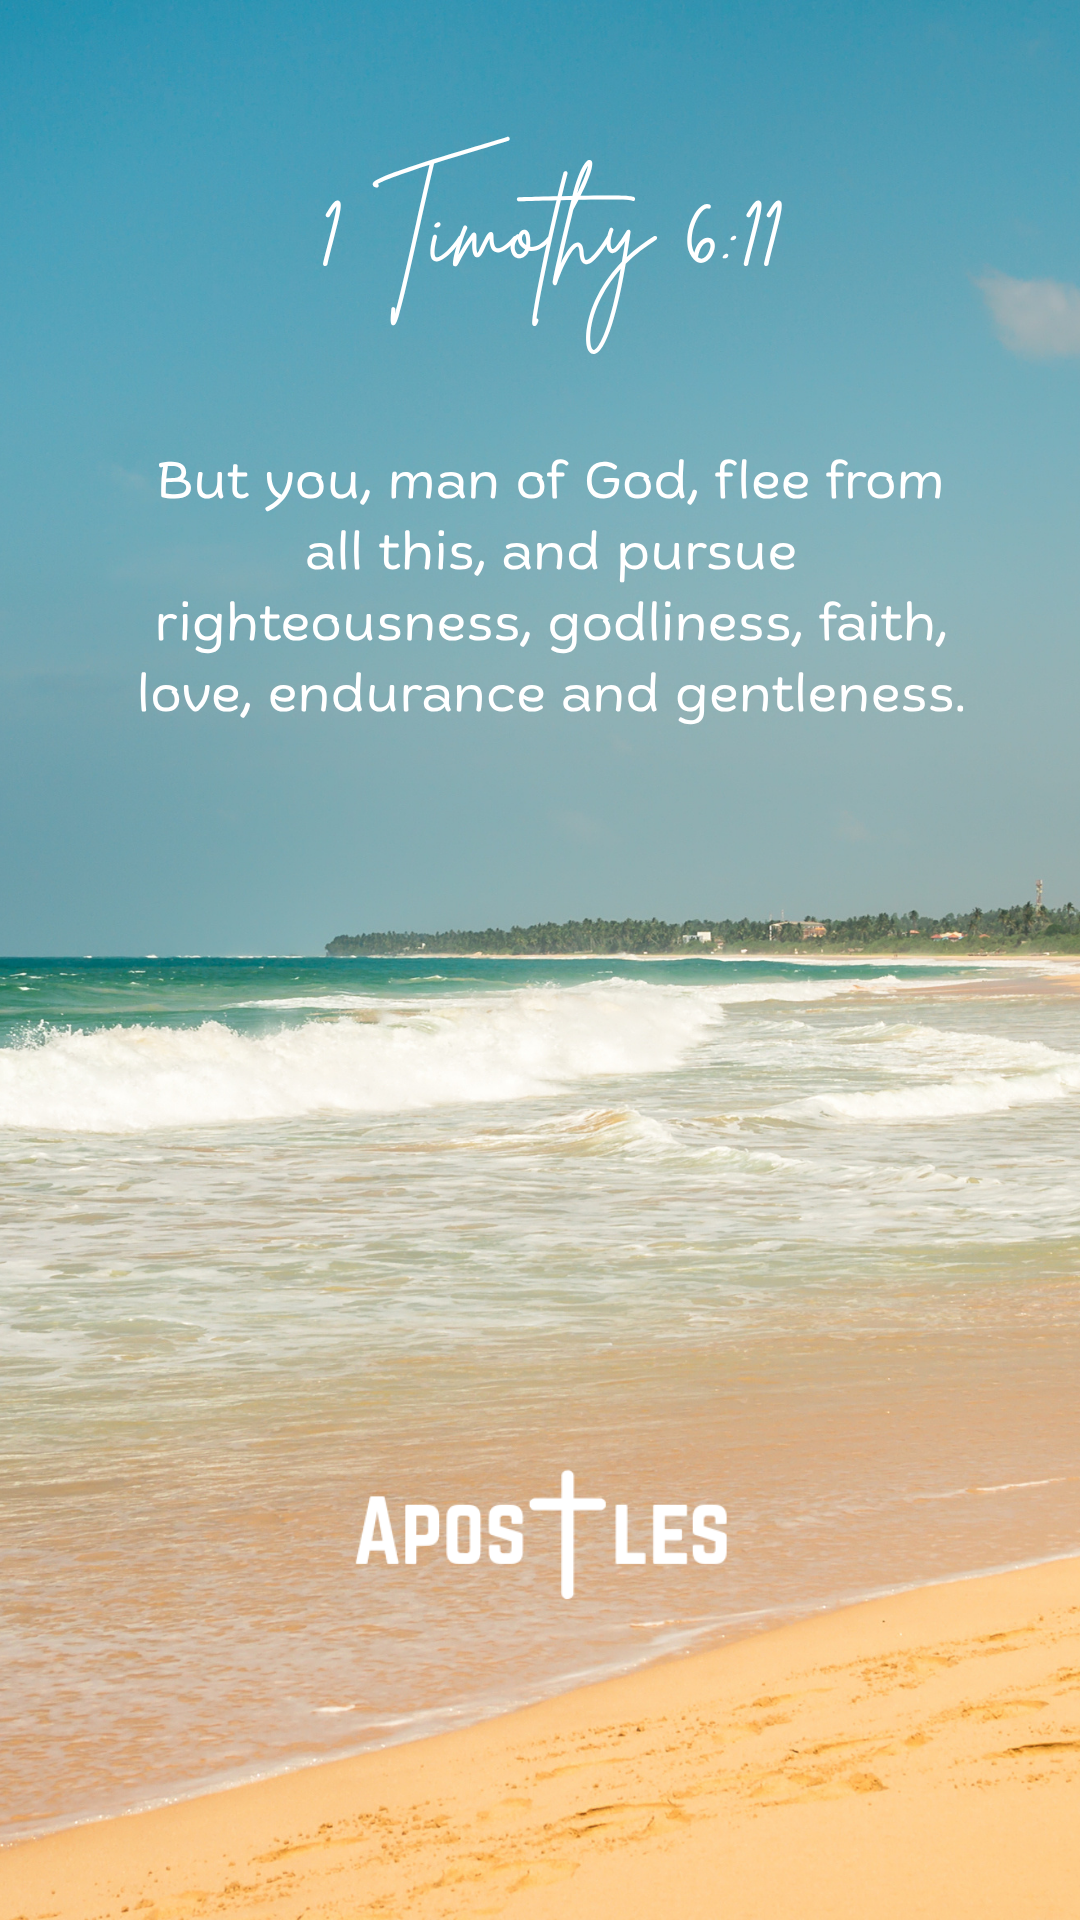 1 Timothy 6:11
But you, man of God, flee from
all this, and pursue
righteousness, godliness, faith,
love, endurance and gentleness.
APOSTLES